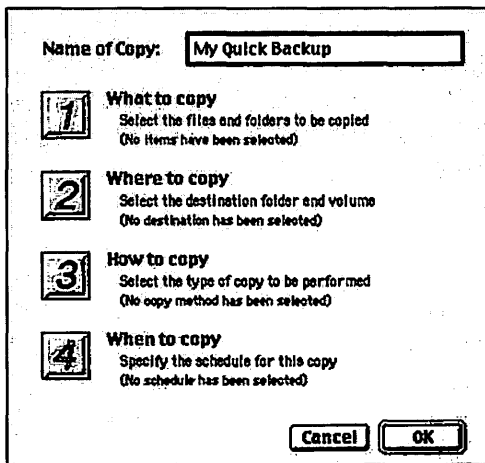 Name of Copy: My Quick Backup
1 What to copy
Select the files and folders to be copied
(No items have been selected)
2 Where to copy
Select the destination folder and volume
(No destination has been selected)
3 How to copy
Select the type of copy to be performed
(No copy method has been selected)
4 When to copy
Specify the schedule for this copy
(No schedule has been selected)
Cancel OK